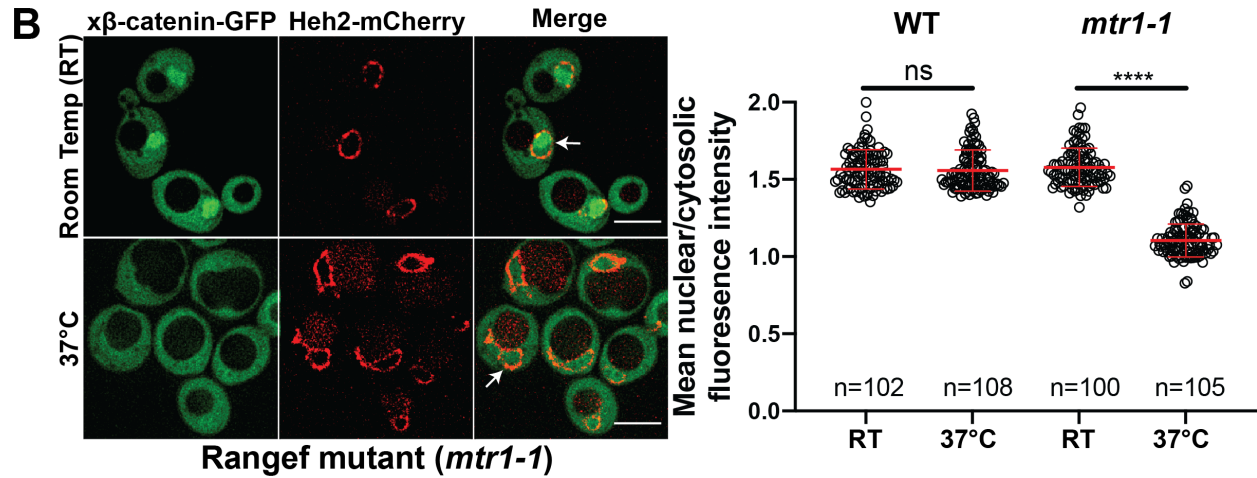 B
xβ-catenin-GFP Heh2-mCherry Merge
Room Temp (RT)
37°C
Rangef mutant (mtr1-1)
WT mtr1-1
ns ****
Mean nuclear/cytosolic
fluoresence intensity
2.0
1.5
1.0
0.5
0.0
n=102 n=108 n=100 n=105
RT 37°C RT 37°C